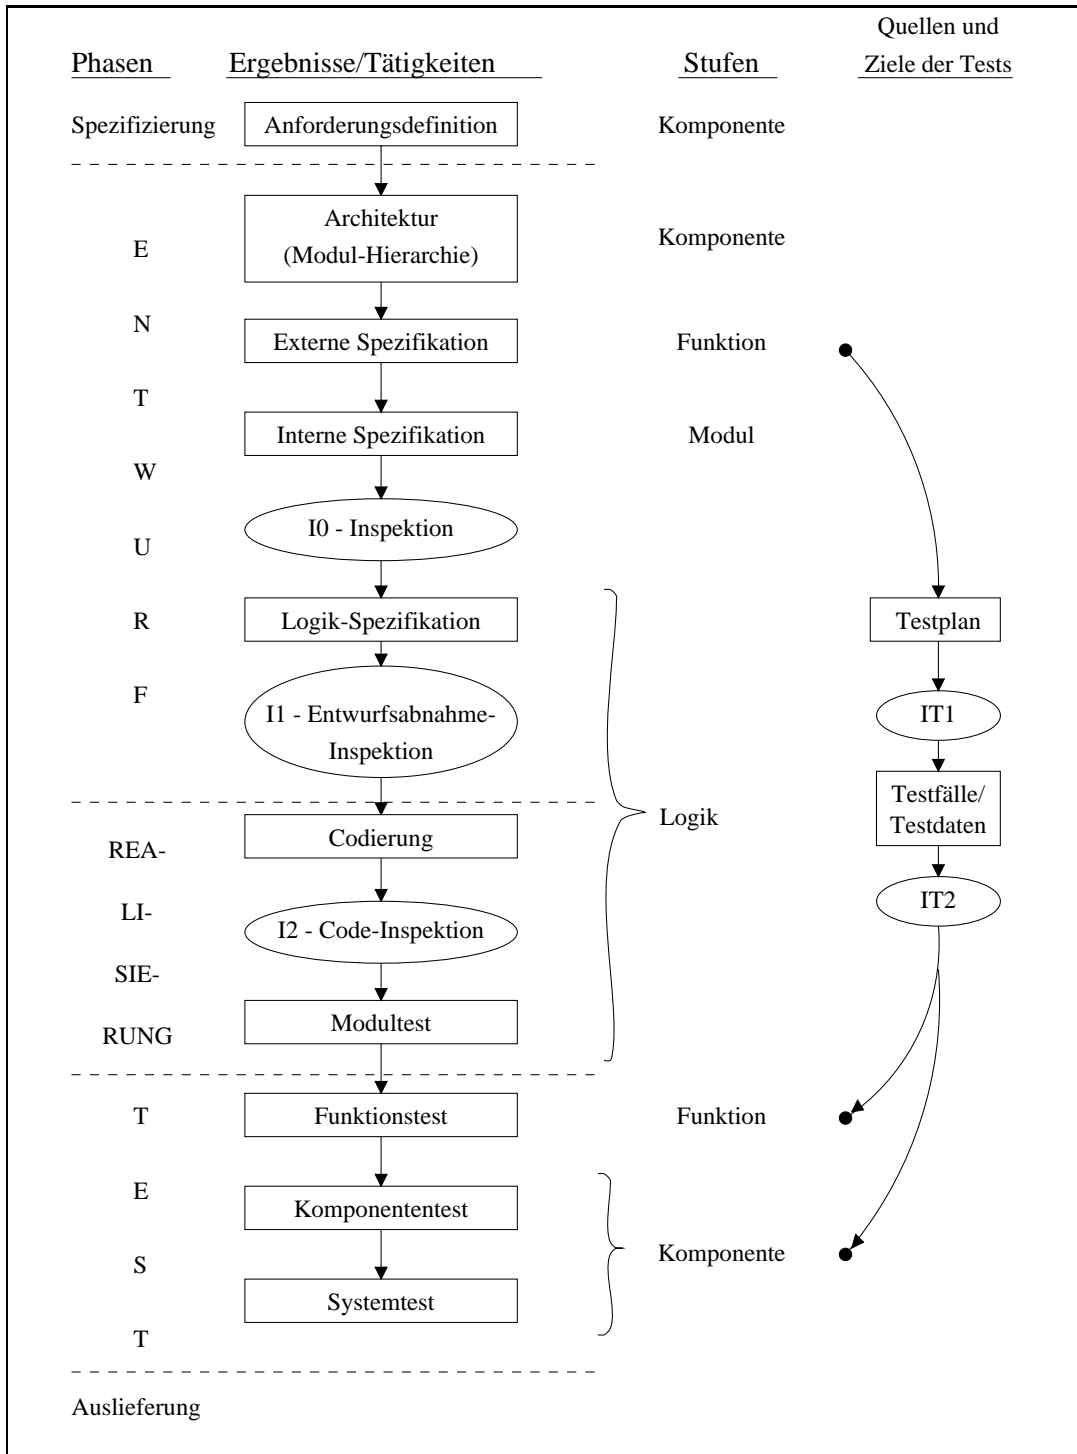 Quellen und
Phasen Ergebnisse/Tätigkeiten Stufen Ziele der Tests
Spezifizierung Anforderungsdefinition Komponente
Architektur
(Modul-Hierarchie) Komponente
E
N
Externe Spezifikation Funktion
T
Interne Spezifikation Modul
W
I0 - Inspektion
U
R Logik-Spezifikation Testplan
F
I1 - Entwurfsabnahme-
Inspektion
IT1
Testfälle/
Testdaten
Logik
Codierung
REA-
IT2
LI-
I2 - Code-Inspektion
SIE-
Modultest
RUNG
T Funktionstest Funktion
E
Komponententest
Komponente
S
Systemtest
T
Auslieferung